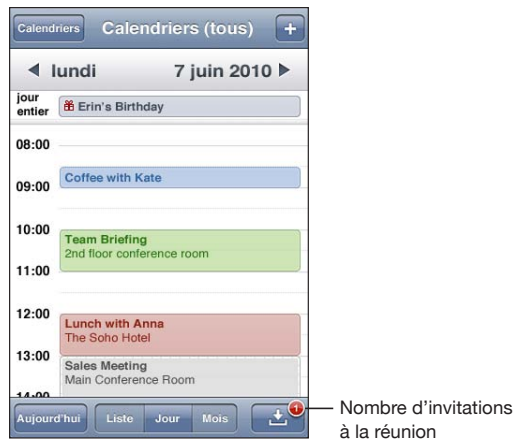 Calendriers Calendriers (tous) +
lundi 7 juin 2010
jour
entier
Erin's Birthday
08:00
Coffee with Kate
09:00
10:00
Team Briefing
2nd floor conference room
11:00
12:00
Lunch with Anna
The Soho Hotel
13:00
Sales Meeting
Main Conference Room
14:00
Aujourd'hui Liste Jour Mois 1
Nombre d’invitations
à la réunion